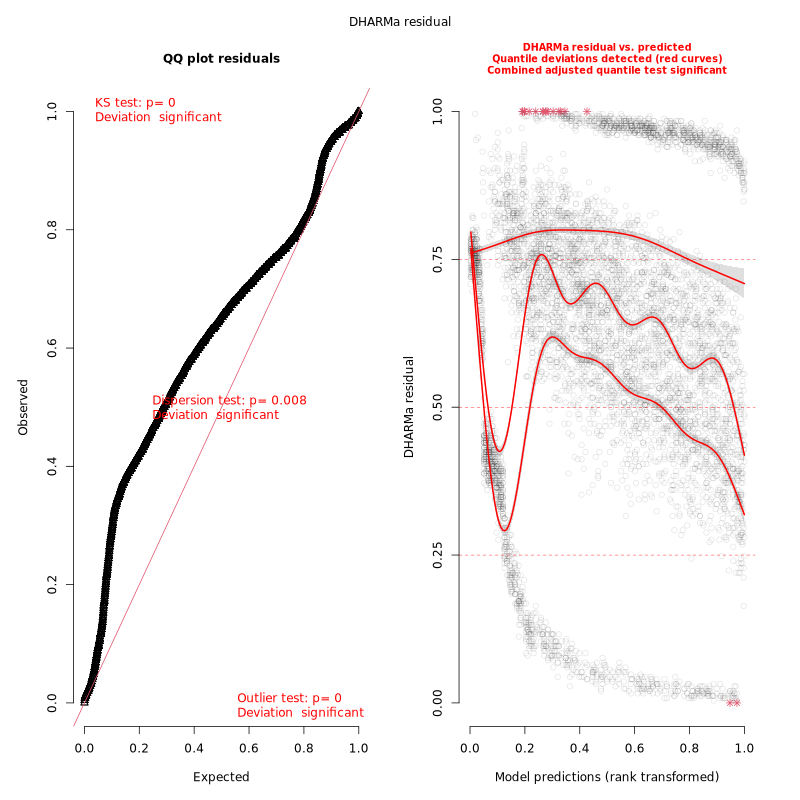 DHARMa residual
QQ plot residuals
KS test: p= 0
Deviation  significant
Dispersion test: p= 0.008
Deviation  significant
Outlier test: p= 0
Deviation  significant
Observed
0.0
0.2
0.4
0.6
0.8
1.0
0.0
0.2
0.4
0.6
0.8
1.0
Expected
DHARMa residual vs. predicted
Quantile deviations detected (red curves)
Combined adjusted quantile test significant
DHARMa residual
0.00
0.25
0.50
0.75
1.00
0.0
0.2
0.4
0.6
0.8
1.0
Model predictions (rank transformed)